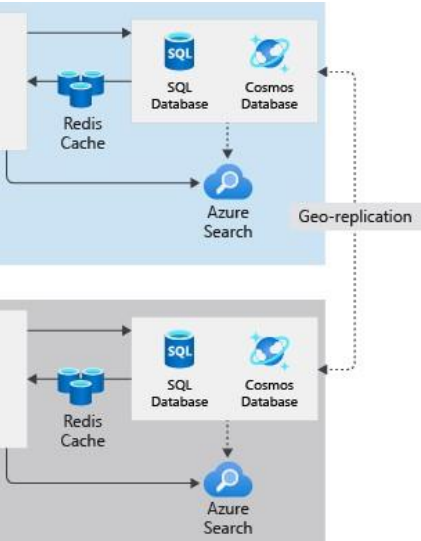 SQL
SQL
Database
Cosmos
Database
Redis
Cache
Azure
Search
Geo-replication
SQL
SQL
Database
Cosmos
Database
Redis
Cache
Azure
Search